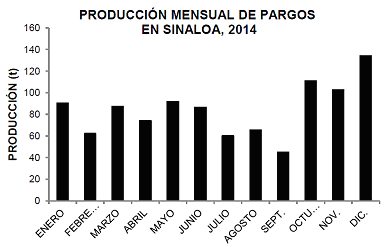 PRODUCCIÓN MENSUAL DE PARGOS
EN SINALOA, 2014
PRODUCCIÓN (t)
160
140
120
100
80
60
40
20
0
ENERO
FEBRE...
MARZO
ABRIL
MAYO
JUNIO
JULIO
AGOSTO
SEPT.
OCTU...
NOV.
DIC.